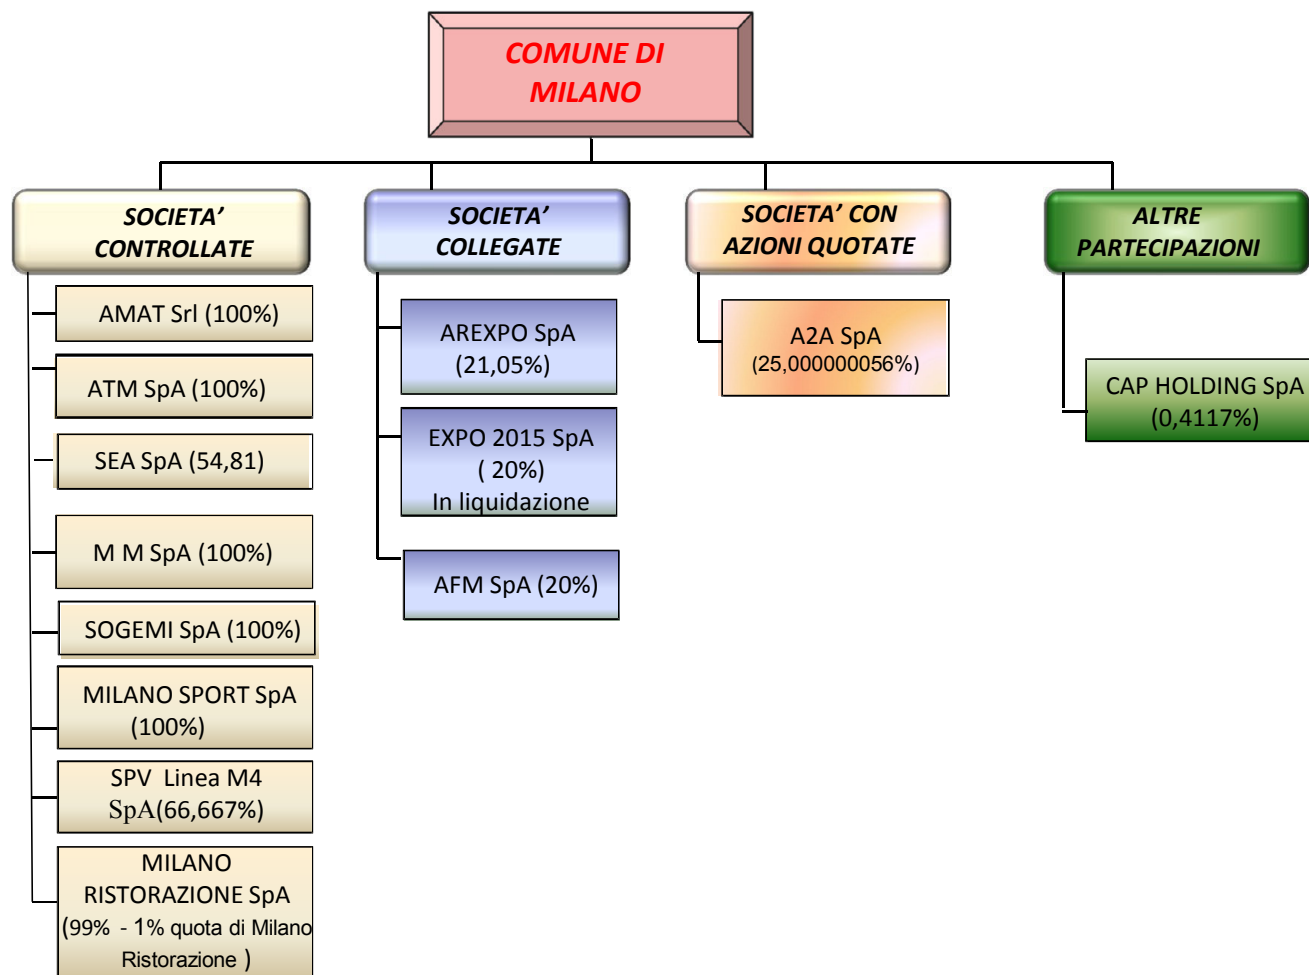 COMUNE DI
MILANO
SOCIETA’
CONTROLLATE
AMAT Srl (100%)
ATM SpA (100%)
SEA SpA (54,81)
M M SpA (100%)
SOGEMI SpA (100%)
MILANO SPORT SpA
(100%)
SPV Linea M4
SpA(66,667%)
MILANO
RISTORAZIONE SpA
(99% - 1% quota di Milano
Ristorazione )
SOCIETA’
COLLEGATE
AREXPO SpA
(21,05%)
EXPO 2015 SpA
( 20%)
In liquidazione
AFM SpA (20%)
SOCIETA’ CON
AZIONI QUOTATE
A2A SpA
(25,000000056%)
ALTRE
PARTECIPAZIONI
CAP HOLDING SpA
(0,4117%)